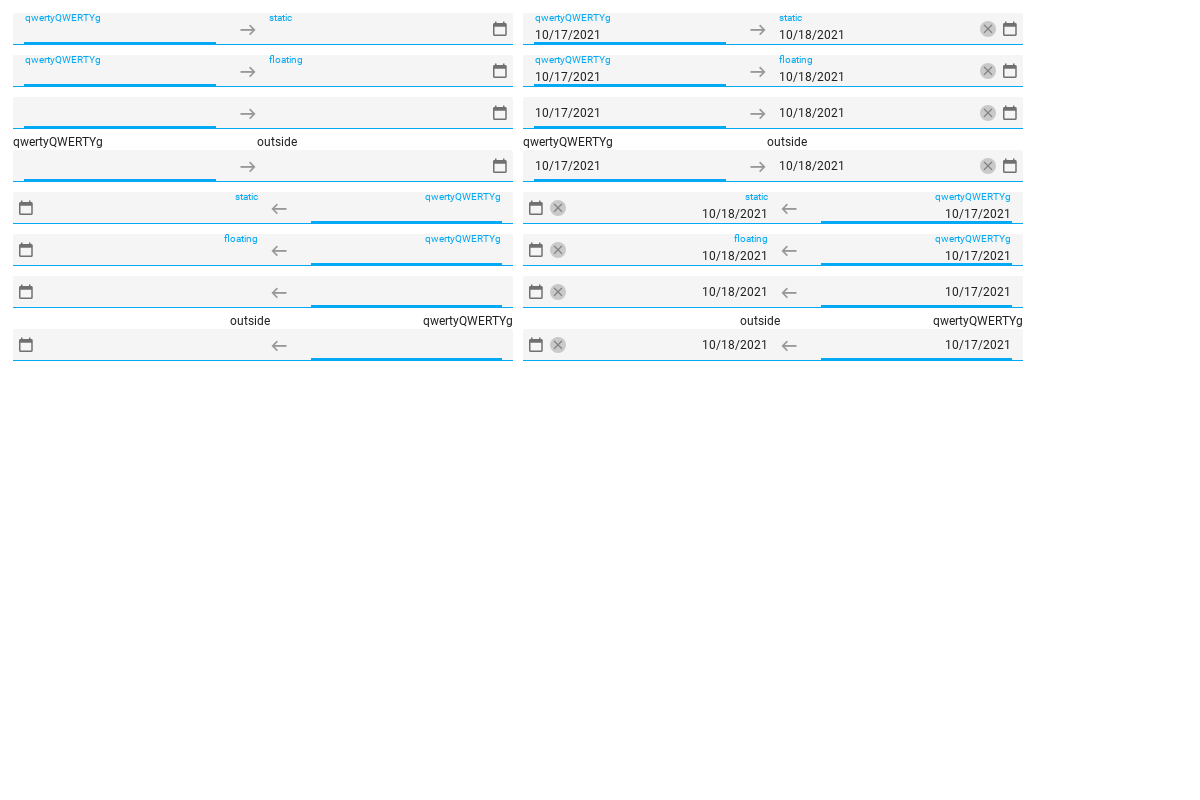 qwertyQWERTYg static qwertyQWERTYg static
10/17/2021 10/18/2021
qwertyQWERTYg floating qwertyQWERTYg floating
10/17/2021 10/18/2021
10/17/2021 10/18/2021
qwertyQWERTYg outside qwertyQWERTYg outside
10/17/2021 10/18/2021
static qwertyQWERTYg static qwertyQWERTYg
10/18/2021 10/17/2021
floating qwertyQWERTYg floating qwertyQWERTYg
10/18/2021 10/17/2021
10/18/2021 10/17/2021
outside qwertyQWERTYg outside qwertyQWERTYg
10/18/2021 10/17/2021